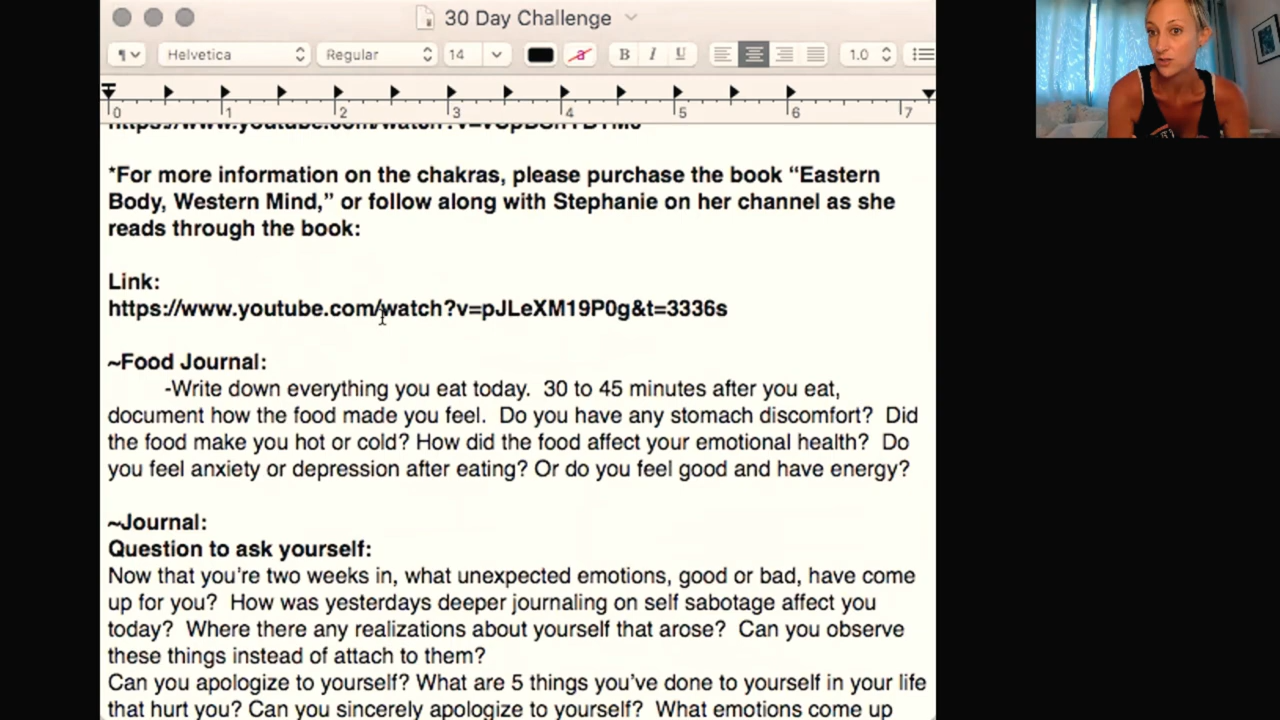 30 Day Challenge
Helvetica Regular 14 B I U 1.0
0 1 2 3 4 5 6 7
*For more information on the chakras, please purchase the book “Eastern
Body, Western Mind,” or follow along with Stephanie on her channel as she
reads through the book:
Link:
https://www.youtube.com/watch?v=pJLeXM19P0g&t=3336s
~Food Journal:
-Write down everything you eat today. 30 to 45 minutes after you eat,
document how the food made you feel. Do you have any stomach discomfort? Did
the food make you hot or cold? How did the food affect your emotional health? Do
you feel anxiety or depression after eating? Or do you feel good and have energy?
~Journal:
Question to ask yourself:
Now that you’re two weeks in, what unexpected emotions, good or bad, have come
up for you? How was yesterdays deeper journaling on self sabotage affect you
today? Where there any realizations about yourself that arose? Can you observe
these things instead of attach to them?
Can you apologize to yourself? What are 5 things you’ve done to yourself in your life
that hurt you? Can you sincerely apologize to yourself? What emotions come up